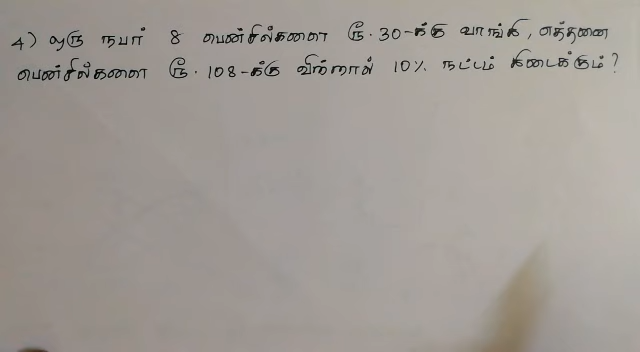 4) ஒரு நபர் 8 பென்சில்களை ரூ.30-க்கு வாங்கி, எத்தனை
பென்சில்களை ரூ.108-க்கு விற்றால் 10% நட்டம் கிடைக்கும்?